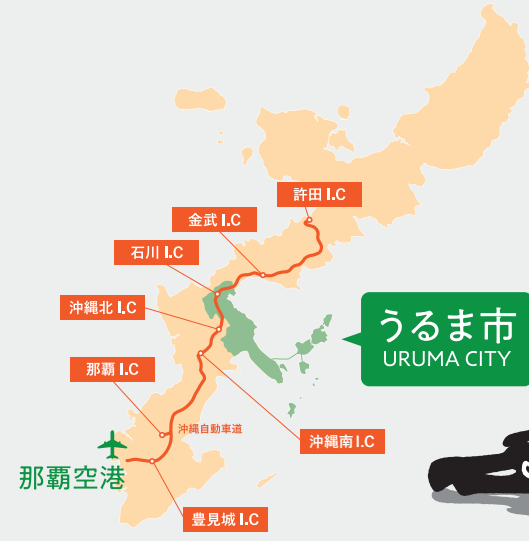 許田 I.C
金武 I.C
石川 I.C
沖縄北 I.C
うるま市
URUMA CITY
那覇 I.C
沖縄自動車道
沖縄南 I.C
那覇空港
豊見城 I.C